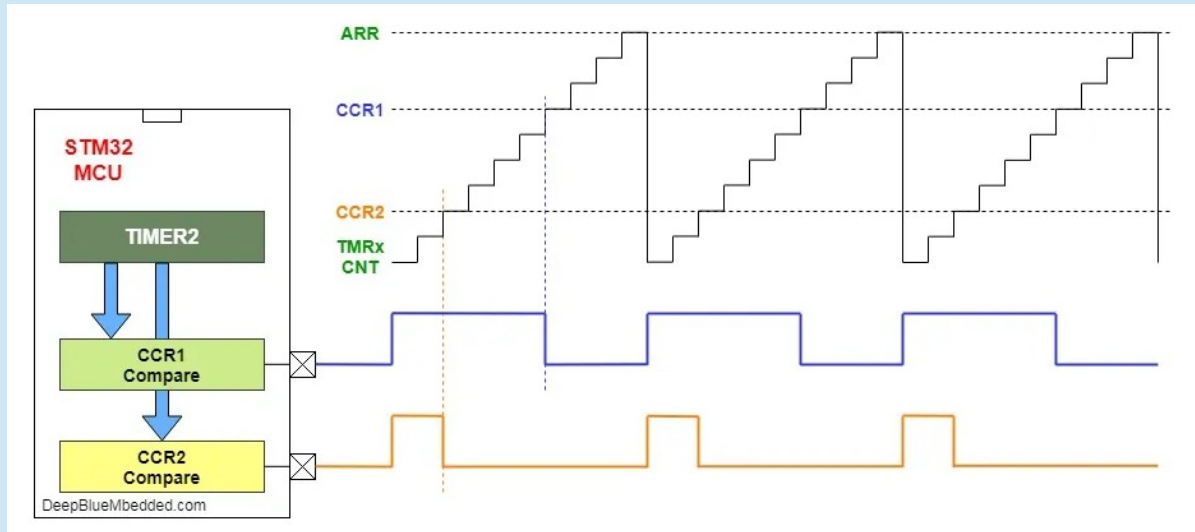 ARR
CCR1
CCR2
TMRx
CNT
STM32
MCU
TIMER2
CCR1
Compare
CCR2
Compare
DeepBlueMbedded.com